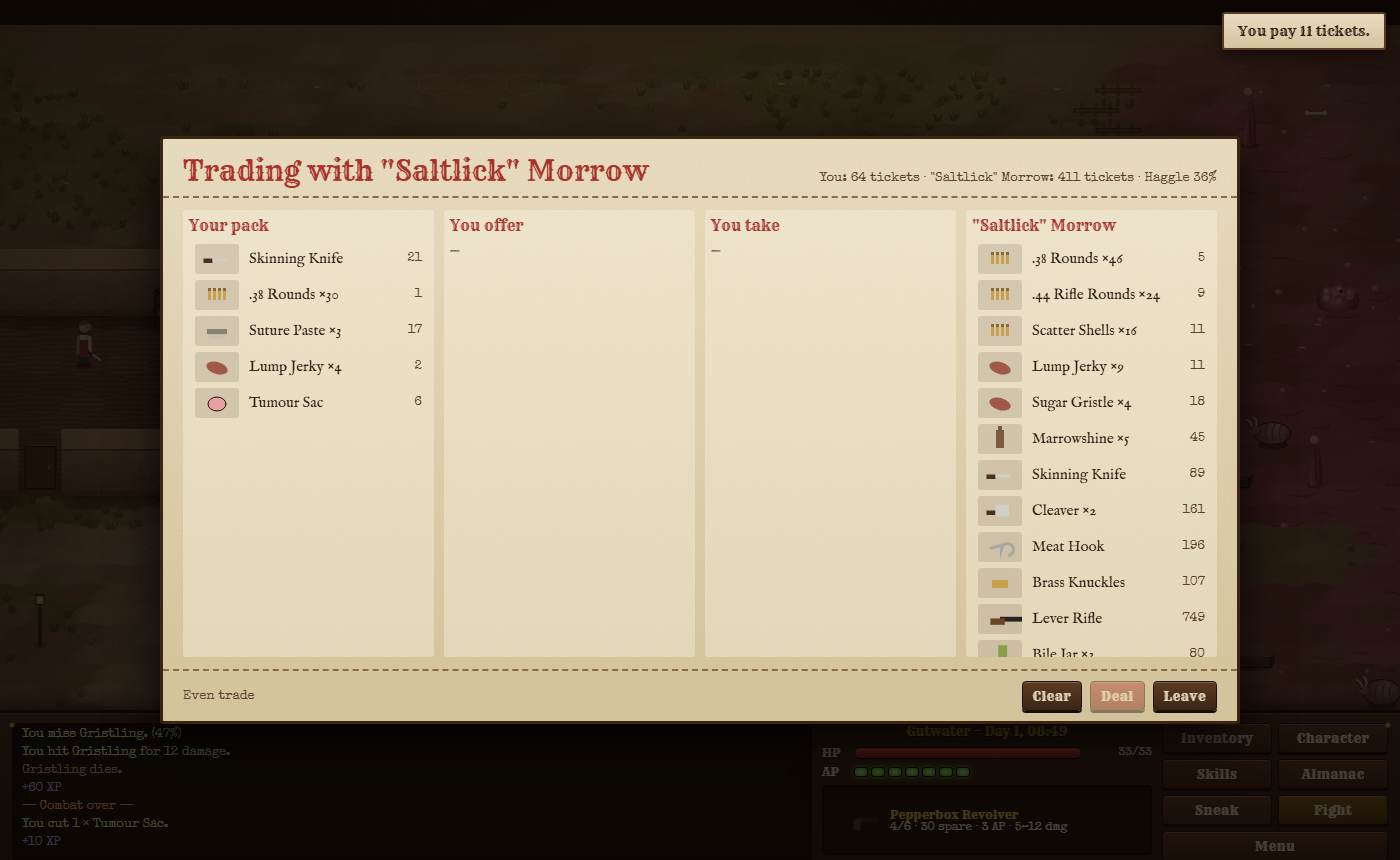 You pay 11 tickets.
Trading with "Saltlick" Morrow
You: 64 tickets · "Saltlick" Morrow: 411 tickets · Haggle 36%
Your pack
Skinning Knife 21
.38 Rounds ×30 1
Suture Paste ×3 17
Lump Jerky ×4 2
Tumour Sac 6
You offer
—
You take
—
"Saltlick" Morrow
.38 Rounds ×46 5
.44 Rifle Rounds ×24 9
Scatter Shells ×16 11
Lump Jerky ×9 11
Sugar Gristle ×4 18
Marrowshine ×5 45
Skinning Knife 89
Cleaver ×2 161
Meat Hook 196
Brass Knuckles 107
Lever Rifle 749
Bile Jar ×2 80
Even trade
Clear
Deal
Leave
You miss Gristling. (47%)
You hit Gristling for 12 damage.
Gristling dies.
+60 XP
— Combat over —
You cut 1 × Tumour Sac.
+10 XP
Gutwater – Day 1, 08:49
HP 33/33
AP
Pepperbox Revolver
4/6 · 30 spare · 3 AP · 5–12 dmg
Inventory
Character
Skills
Almanac
Sneak
Fight
Menu